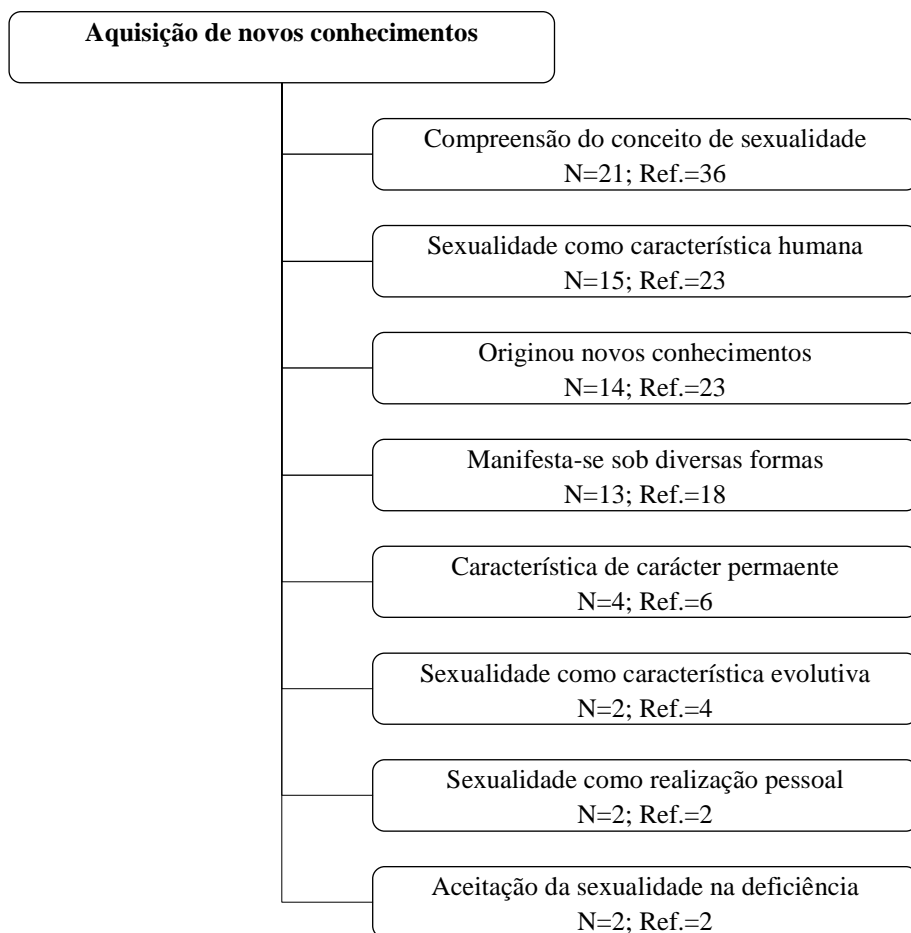 Aquisição de novos conhecimentos
Compreensão do conceito de sexualidade
N=21; Ref.=36
Sexualidade como característica humana
N=15; Ref.=23
Originou novos conhecimentos
N=14; Ref.=23
Manifesta-se sob diversas formas
N=13; Ref.=18
Característica de carácter permaente
N=4; Ref.=6
Sexualidade como característica evolutiva
N=2; Ref.=4
Sexualidade como realização pessoal
N=2; Ref.=2
Aceitação da sexualidade na deficiência
N=2; Ref.=2